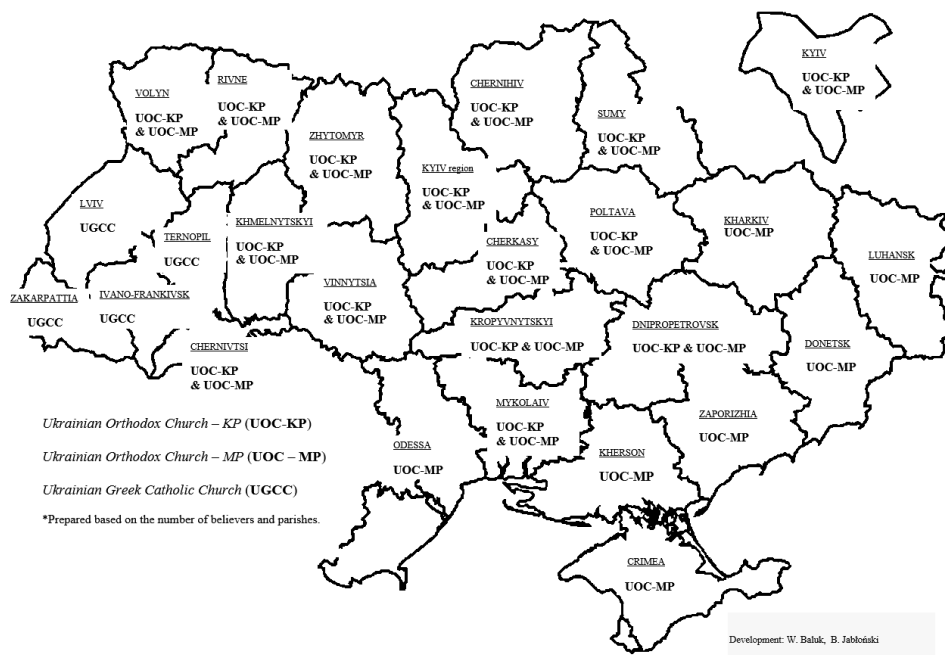 KYIV
UOC-KP
& UOC-MP
RIVNE
UOC-KP
& UOC-MP
VOLYN
UOC-KP
& UOC-MP
CHERNIHIV
UOC-KP
& UOC-MP
SUMY
UOC-KP
& UOC-MP
ZHYTOMYR
UOC-KP
& UOC-MP
KYIV region
UOC-KP
& UOC-MP
LVIV
UGCC
TERNOPIL
UGCC
KHMELNYTSKYI
UOC-KP
& UOC-MP
CHERKASY
UOC-KP
& UOC-MP
POLTAVA
UOC-KP
& UOC-MP
KHARKIV
UOC-MP
LUHANSK
UOC-MP
ZAKARPATTIA
UGCC
IVANO-FRANKIVSK
UGCC
VINNYTSIA
UOC-KP
& UOC-MP
KROPYVNYTSKYI
UOC-KP & UOC-MP
DNIPROPETROVSK
UOC-KP & UOC-MP
DONETSK
UOC-MP
CHERNIVTSI
UOC-KP
& UOC-MP
MYKOLAIV
UOC-KP
& UOC-MP
ZAPORIZHIA
UOC-MP
ODESSA
UOC-MP
KHERSON
UOC-MP
CRIMEA
UOC-MP
Ukrainian Orthodox Church – KP (UOC-KP)
Ukrainian Orthodox Church – MP (UOC – MP)
Ukrainian Greek Catholic Church (UGCC)
*Prepared based on the number of believers and parishes.
Development: W. Baluk, B. Jabłoński